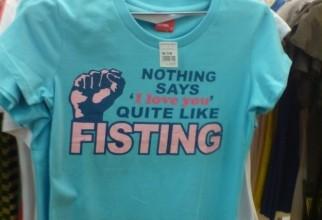 NOTHING
SAYS
'I love you'
QUITE LIKE
FISTING